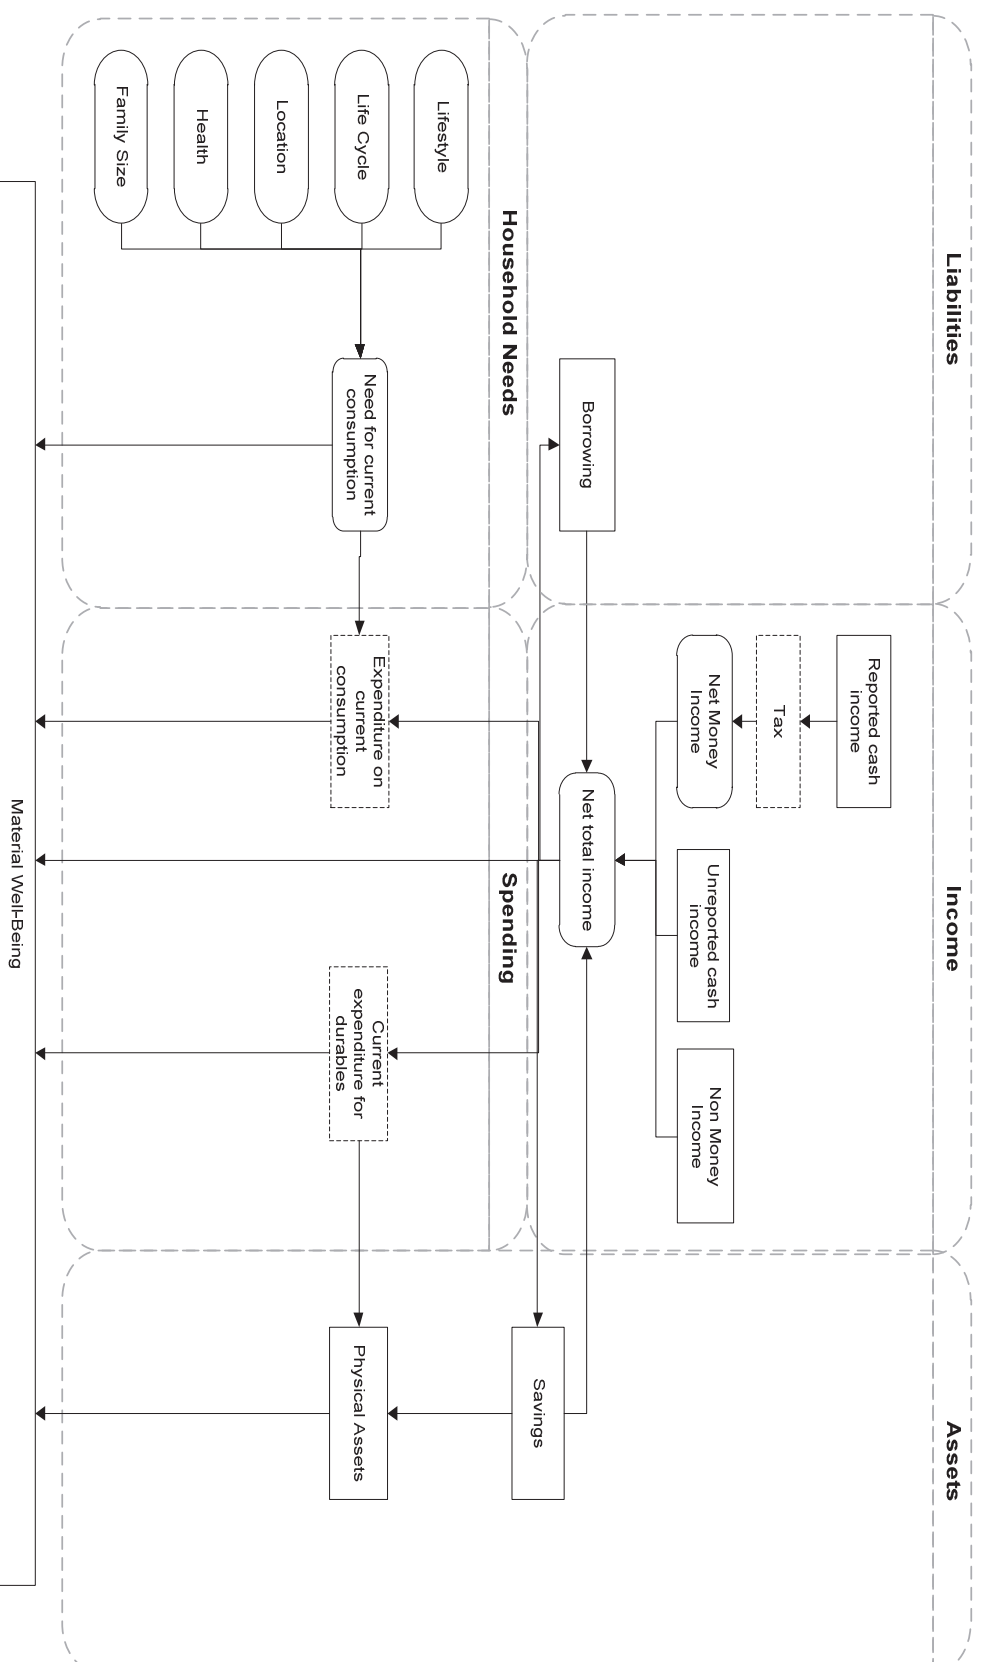 Liabilities
Income
Assets
Reported cash
income
Tax
Net Money
Income
Unreported cash
income
Non Money
Income
Borrowing
Net total income
Savings
Household Needs
Spending
Lifestyle
Life Cycle
Location
Health
Family Size
Need for current
consumption
Expenditure on
current
consumption
Current
expenditure for
durables
Physical Assets
Material Well-Being